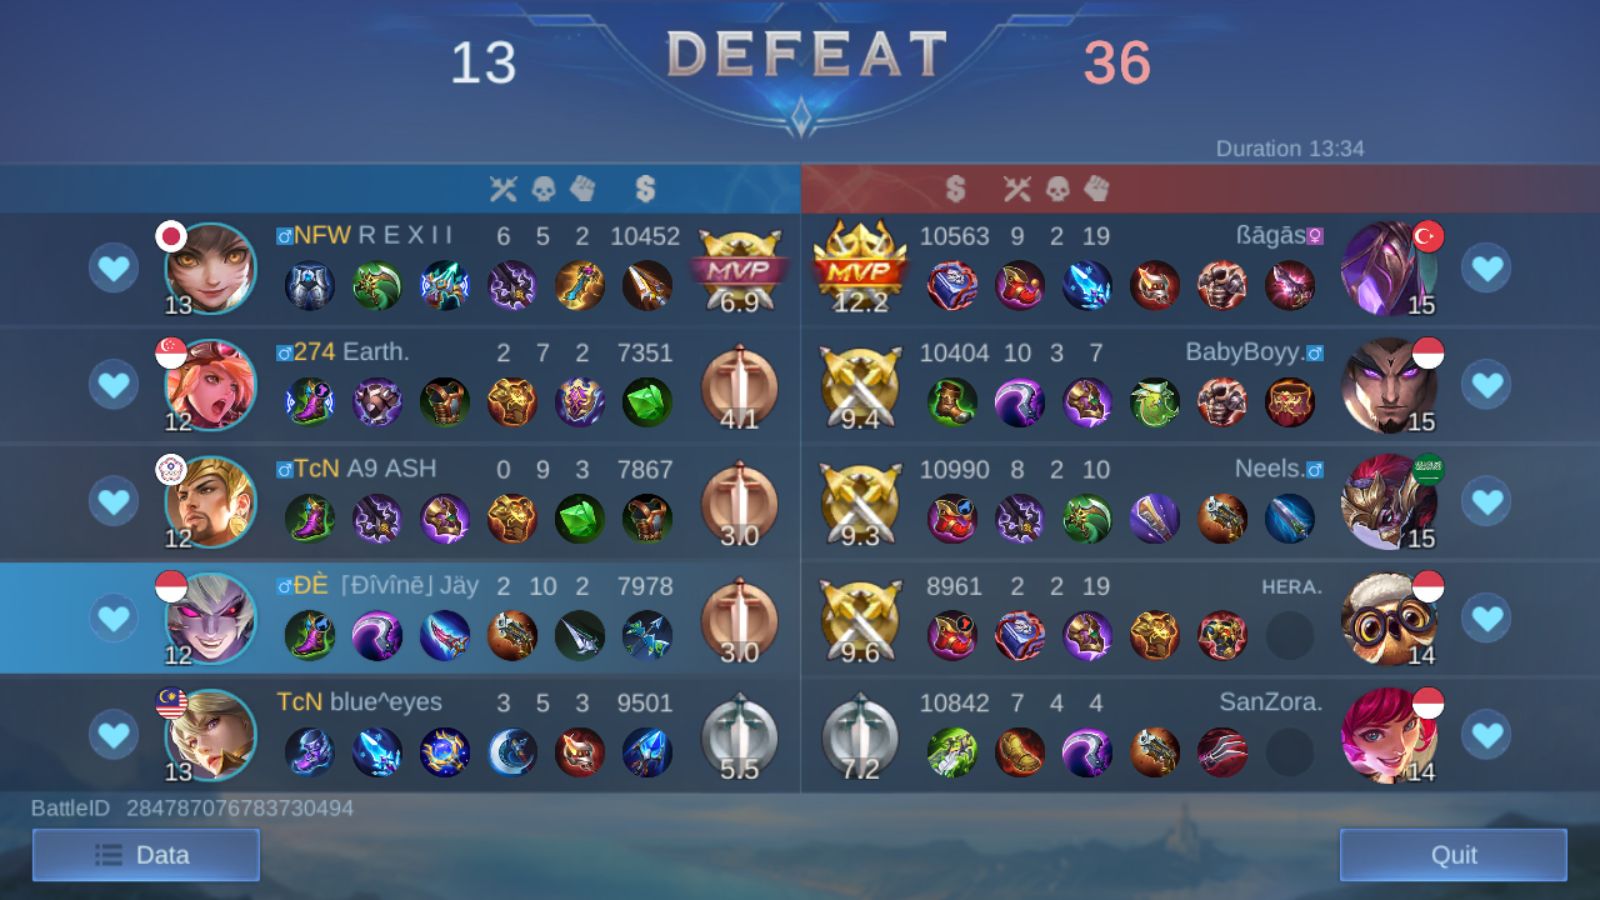 13 DEFEAT 36
Duration 13:34
NFW R E X I I 6 5 2 10452 MVP 6.9 13
MVP 12.2 10563 9 2 19 ßāgās 15
274 Earth. 2 7 2 7351 4.1 12
9.4 10404 10 3 7 BabyBoyy. 15
TcN A9 ASH 0 9 3 7867 3.0 12
9.3 10990 8 2 10 Neels. 15
ĐÈ ⌈Đîvînē⌋ Jäy 2 10 2 7978 3.0 12
9.6 8961 2 2 19 HERA. 14
TcN blue^eyes 3 5 3 9501 5.5 13
7.2 10842 7 4 4 SanZora. 14
BattleID 284787076783730494
Data
Quit